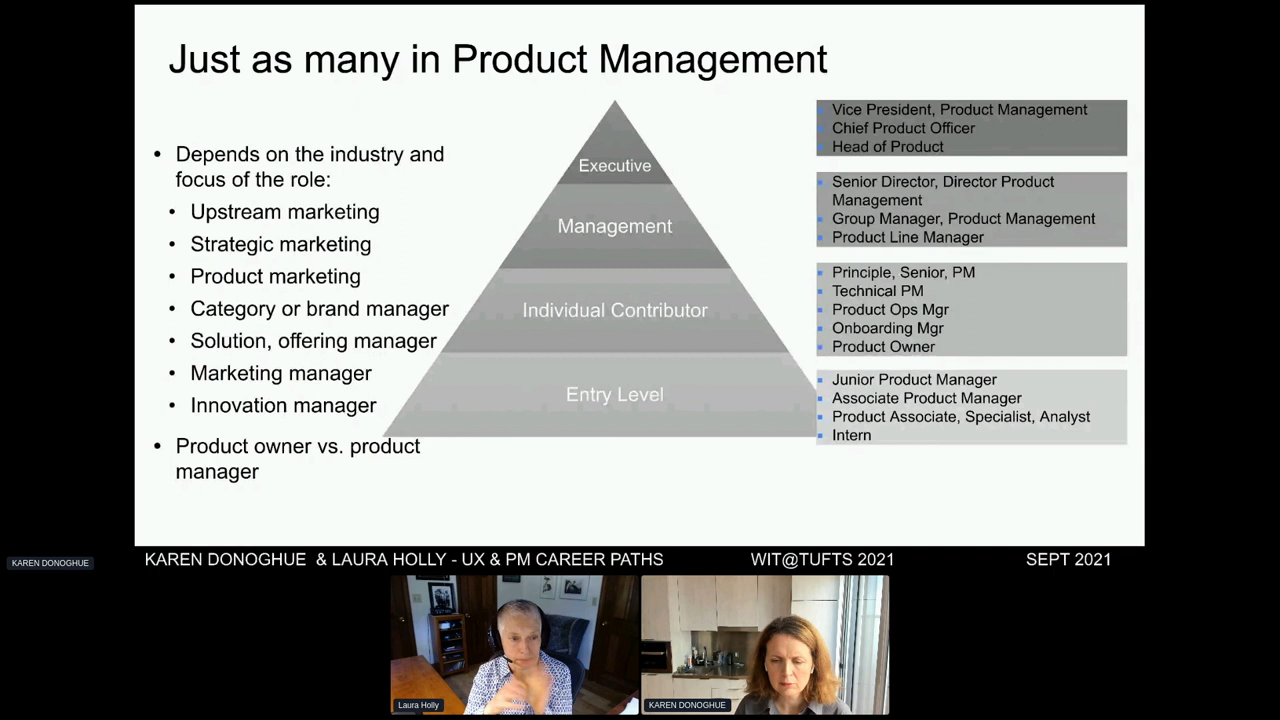 Just as many in Product Management
• Depends on the industry and
focus of the role:
• Upstream marketing
• Strategic marketing
• Product marketing
• Category or brand manager
• Solution, offering manager
• Marketing manager
• Innovation manager
• Product owner vs. product
manager
Executive
Management
Individual Contributor
Entry Level
Vice President, Product Management
Chief Product Officer
Head of Product
Senior Director, Director Product
Management
Group Manager, Product Management
Product Line Manager
Principle, Senior, PM
Technical PM
Product Ops Mgr
Onboarding Mgr
Product Owner
Junior Product Manager
Associate Product Manager
Product Associate, Specialist, Analyst
Intern
KAREN DONOGHUE
KAREN DONOGHUE & LAURA HOLLY - UX & PM CAREER PATHS
WIT@TUFTS 2021
SEPT 2021
Laura Holly
KAREN DONOGHUE